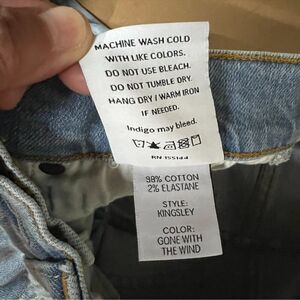 MACHINE WASH COLD
WITH LIKE COLORS.
DO NOT USE BLEACH.
DO NOT TUMBLE DRY.
HANG DRY / WARM IRON
IF NEEDED.
Indigo may bleed.
RN 155144
98% COTTON
2% ELASTANE
STYLE:
KINGSLEY
COLOR:
GONE WITH
THE WIND